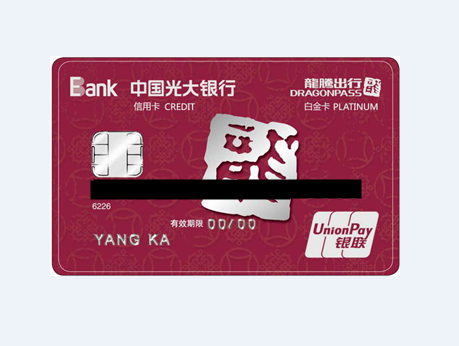 Bank 中国光大银行
信用卡 CREDIT
龍騰出行
DRAGONPASS
白金卡 PLATINUM
6226
有效期限 00/00
YANG KA
UnionPay
银联